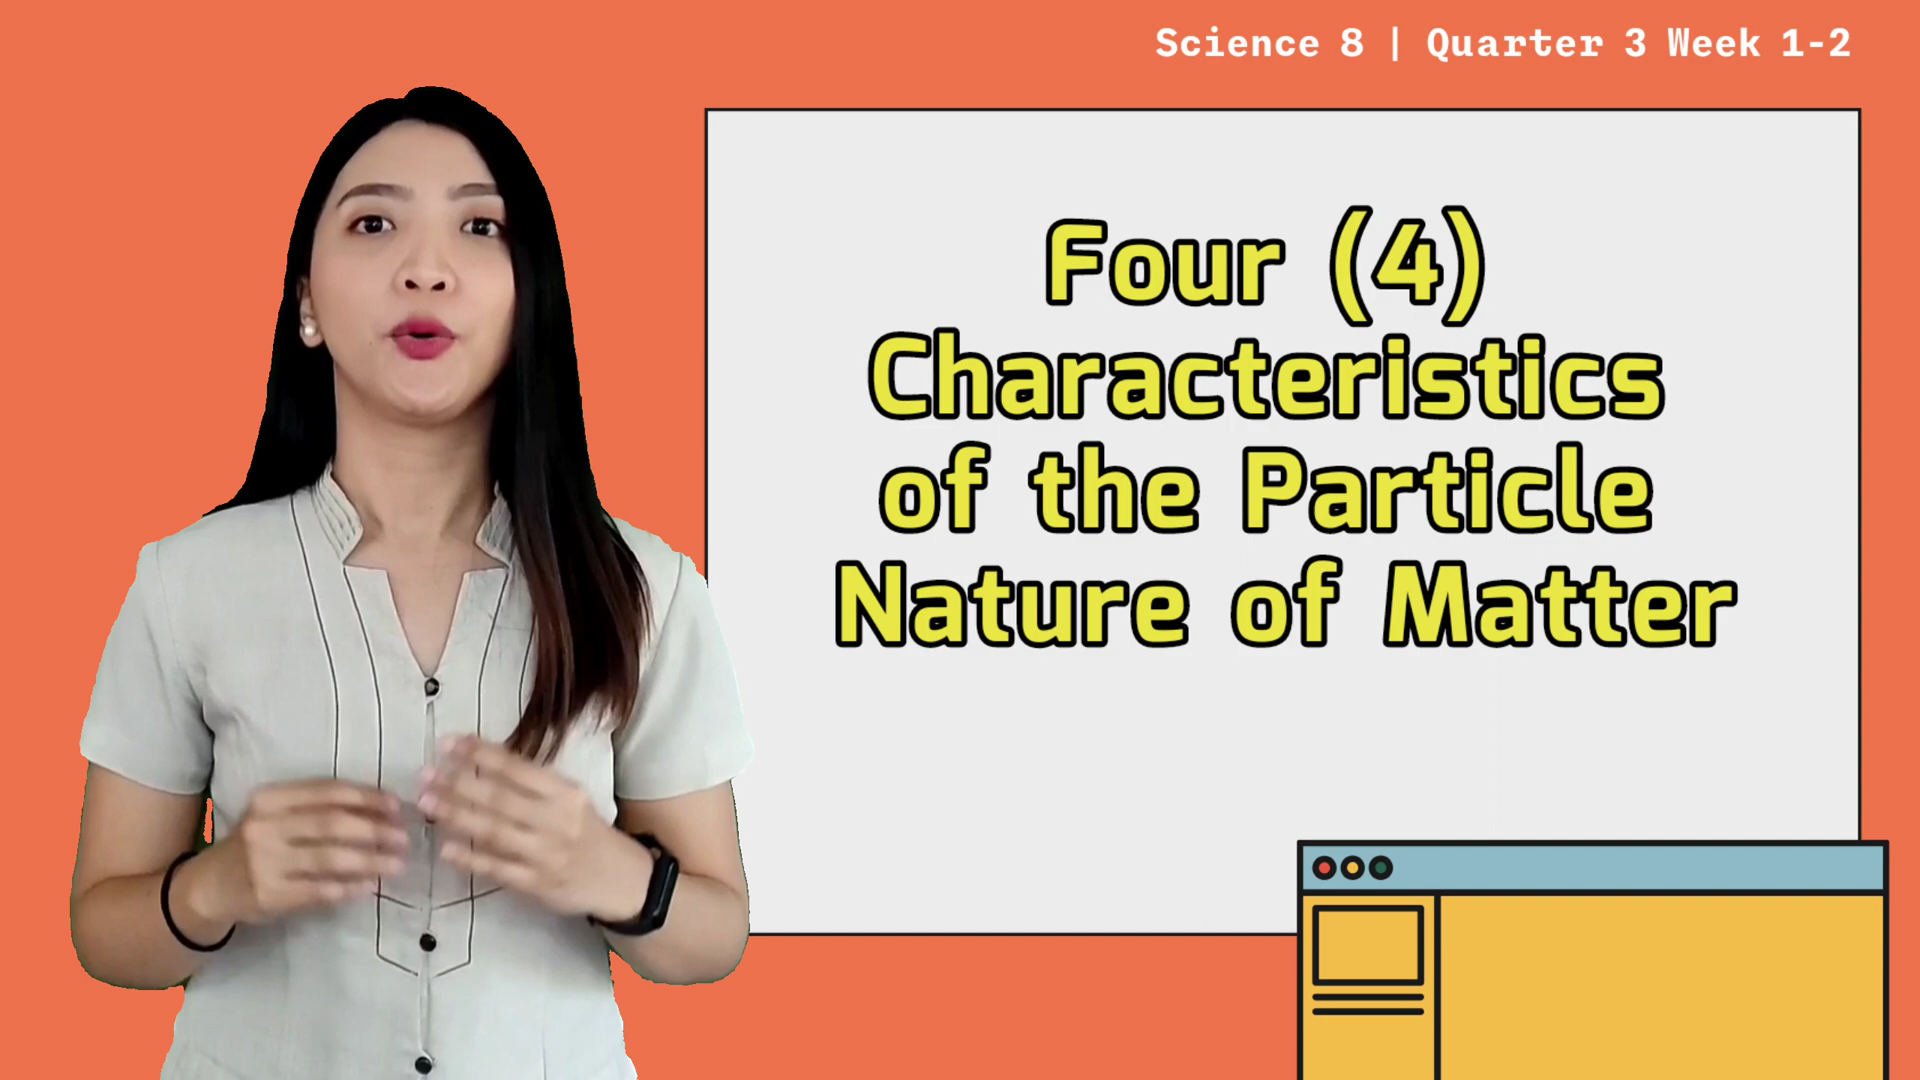 Science 8 | Quarter 3 Week 1-2
Four (4)
Characteristics
of the Particle
Nature of Matter